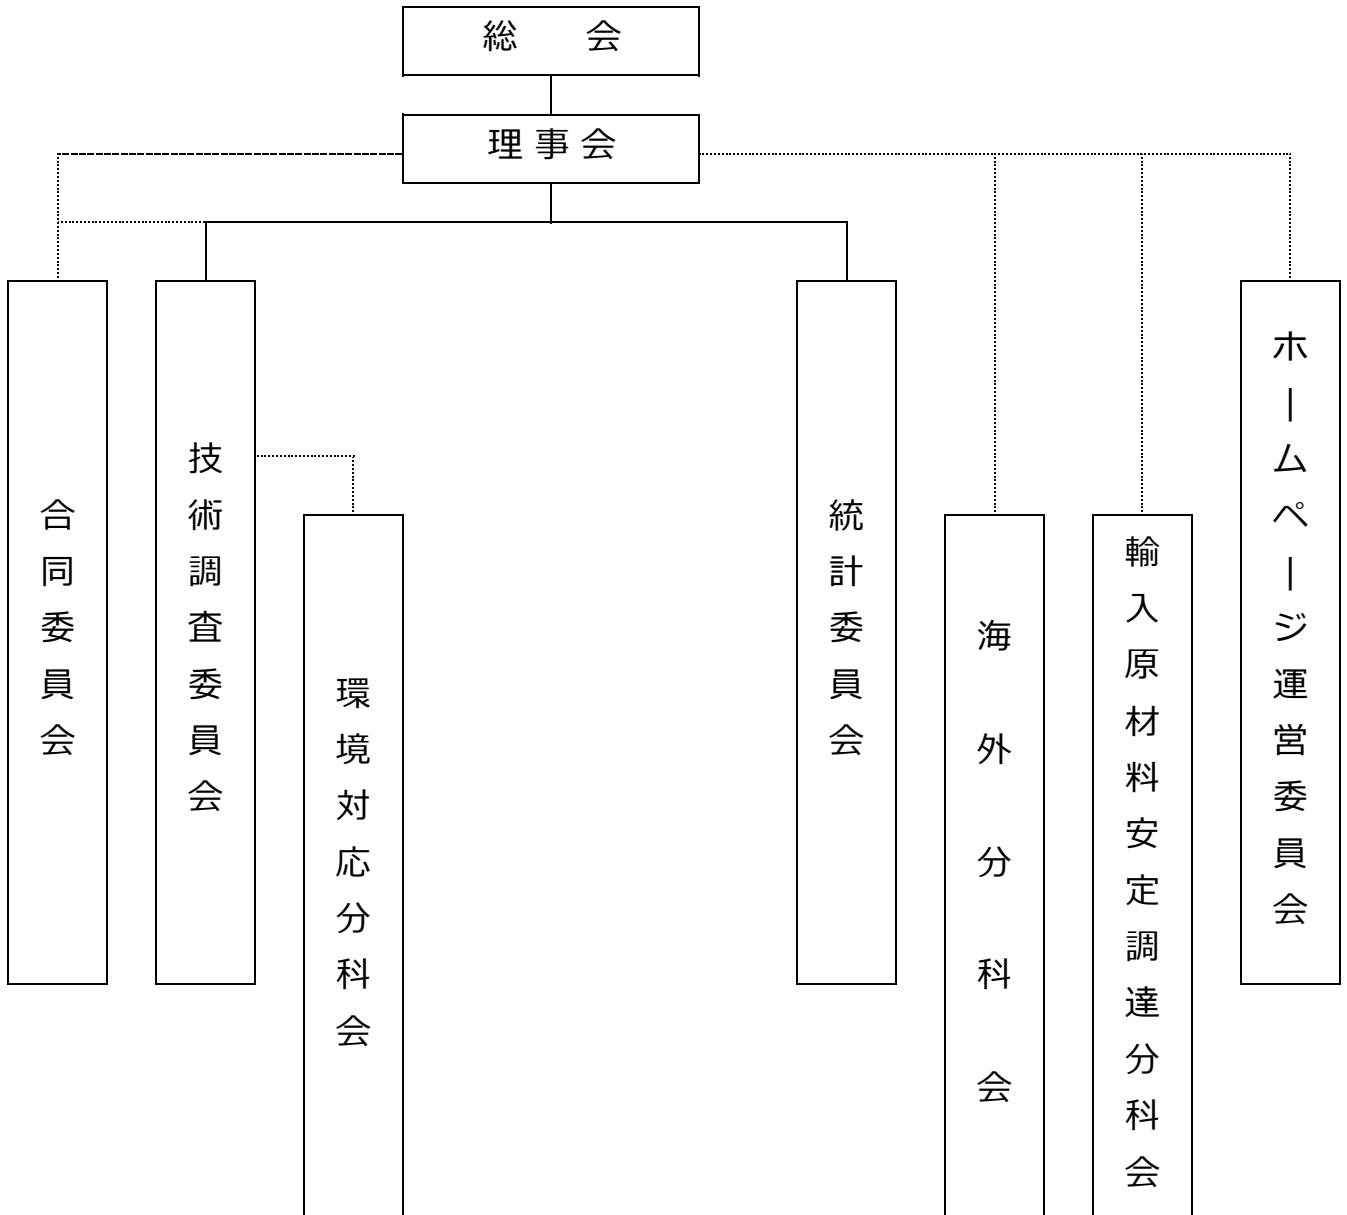 総　会
理事会
合同委員会
技術調査委員会
環境対応分科会
統計委員会
海外分科会
輸入原材料安定調達分科会
ホームページ運営委員会